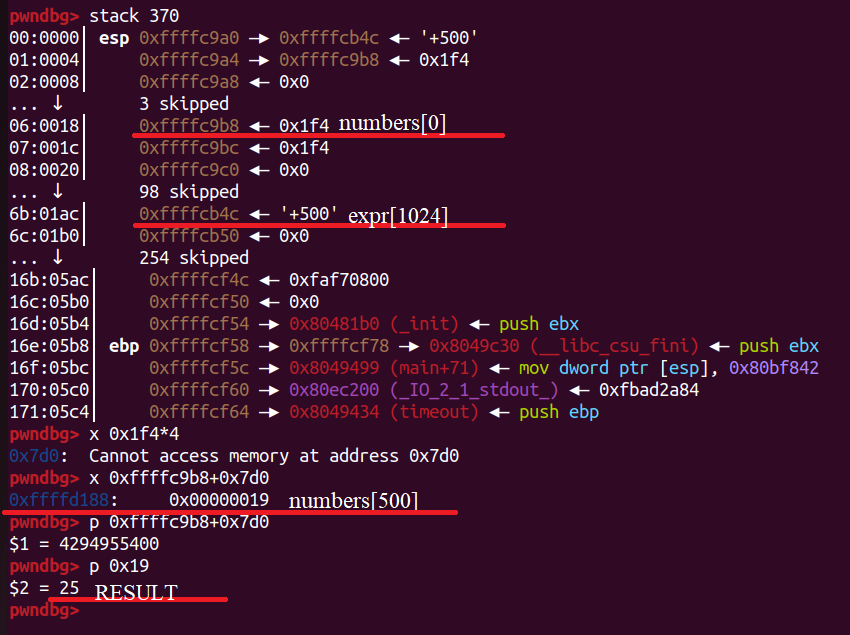 pwndbg> stack 370
00:0000│ esp 0xffffc9a0 —▸ 0xffffcb4c ◂— '+500'
01:0004│     0xffffc9a4 —▸ 0xffffc9b8 ◂— 0x1f4
02:0008│     0xffffc9a8 ◂— 0x0
... ↓        3 skipped
06:0018│     0xffffc9b8 ◂— 0x1f4 numbers[0]
07:001c│     0xffffc9bc ◂— 0x1f4
08:0020│     0xffffc9c0 ◂— 0x0
... ↓        98 skipped
6b:01ac│     0xffffcb4c ◂— '+500' expr[1024]
6c:01b0│     0xffffcb50 ◂— 0x0
... ↓        254 skipped
16b:05ac│     0xffffcf4c ◂— 0xfaf70800
16c:05b0│     0xffffcf50 ◂— 0x0
16d:05b4│     0xffffcf54 —▸ 0x80481b0 (_init) ◂— push ebx
16e:05b8│ ebp 0xffffcf58 —▸ 0xffffcf78 —▸ 0x8049c30 (__libc_csu_fini) ◂— push ebx
16f:05bc│     0xffffcf5c —▸ 0x8049499 (main+71) ◂— mov dword ptr [esp], 0x80bf842
170:05c0│     0xffffcf60 —▸ 0x80ec200 (_IO_2_1_stdout_) ◂— 0xfbad2a84
171:05c4│     0xffffcf64 —▸ 0x8049434 (timeout) ◂— push ebp
pwndbg> x 0x1f4*4
0x7d0:  Cannot access memory at address 0x7d0
pwndbg> x 0xffffc9b8+0x7d0
0xffffd188:     0x00000019 numbers[500]
pwndbg> p 0xffffc9b8+0x7d0
$1 = 4294955400
pwndbg> p 0x19
$2 = 25 RESULT
pwndbg>